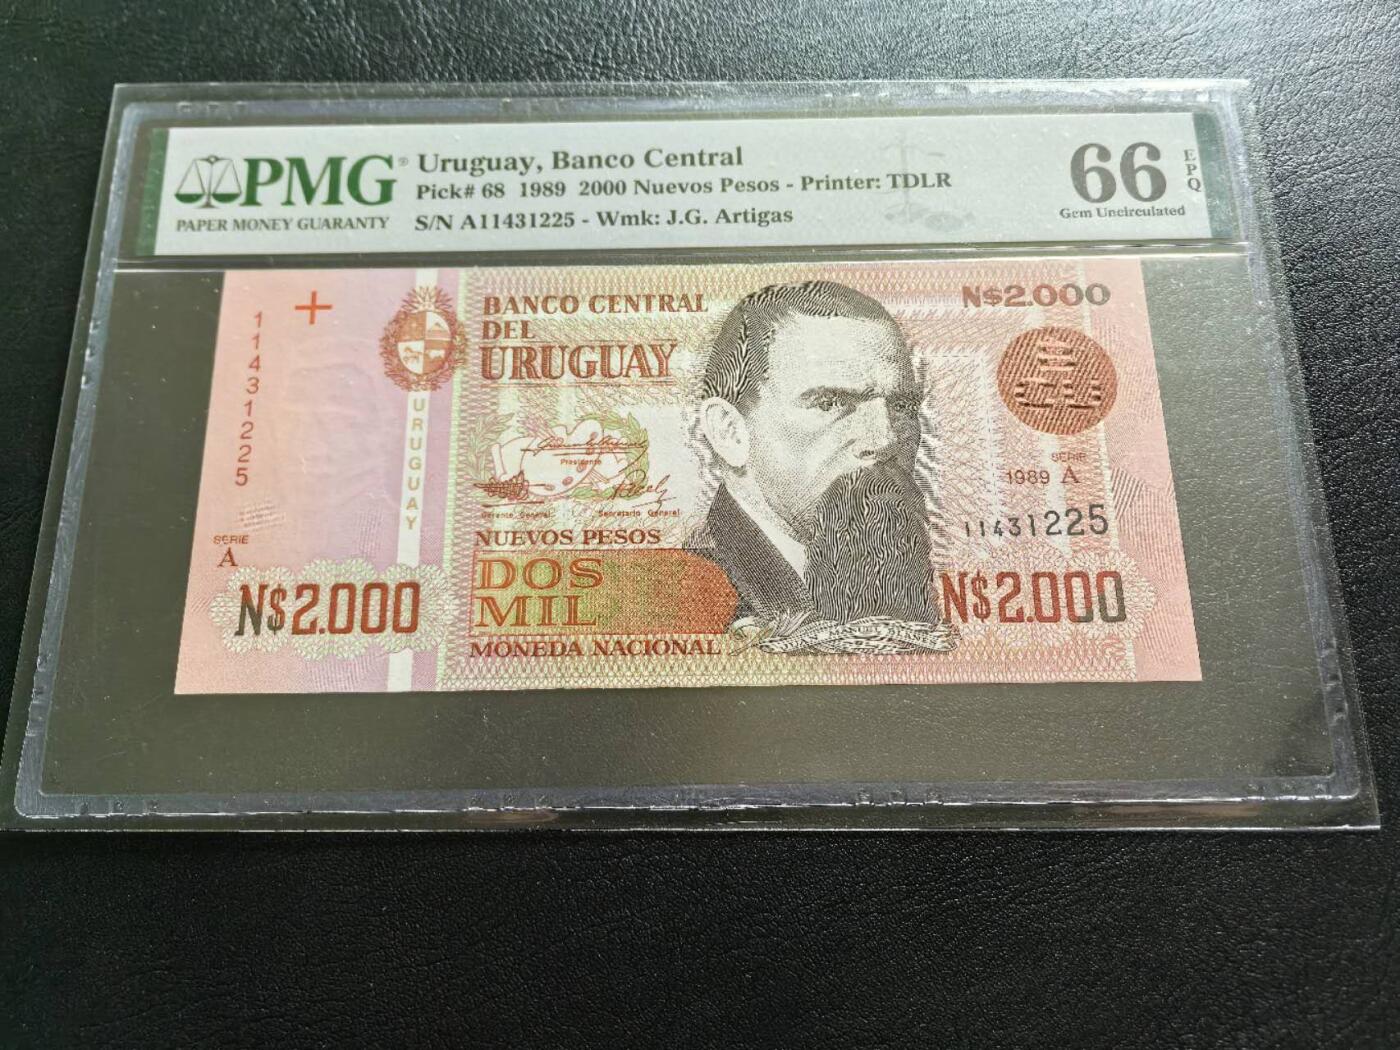 PMG®
PAPER MONEY GUARANTY
Uruguay, Banco Central
Pick# 68 1989 2000 Nuevos Pesos - Printer: TDLR
S/N A11431225 - Wmk: J.G. Artigas
66
EPQ
Gem Uncirculated
11431225
BANCO CENTRAL
DEL
URUGUAY
N$2.000
URUGUAY
Presidente
Gerente General
Secretario General
SERIE
1989 A
11431225
SERIE
A
NUEVOS PESOS
N$2.000
DOS
MIL
N$2.000
MONEDA NACIONAL